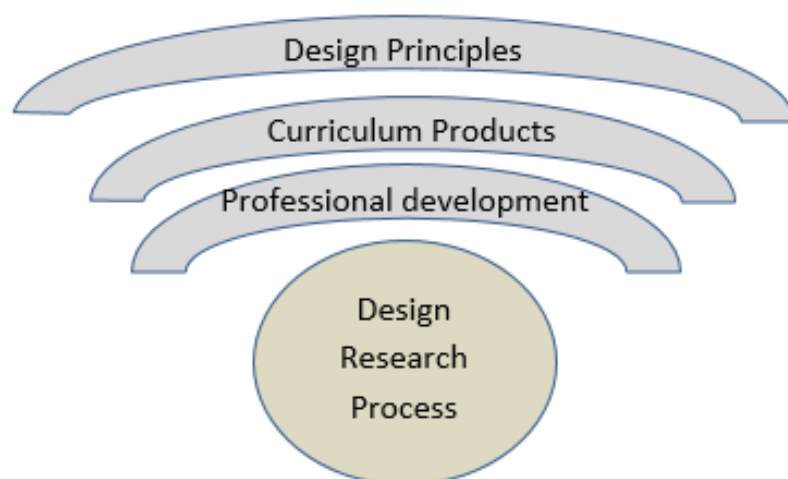 Design Principles
Curriculum Products
Professional development
Design
Research
Process